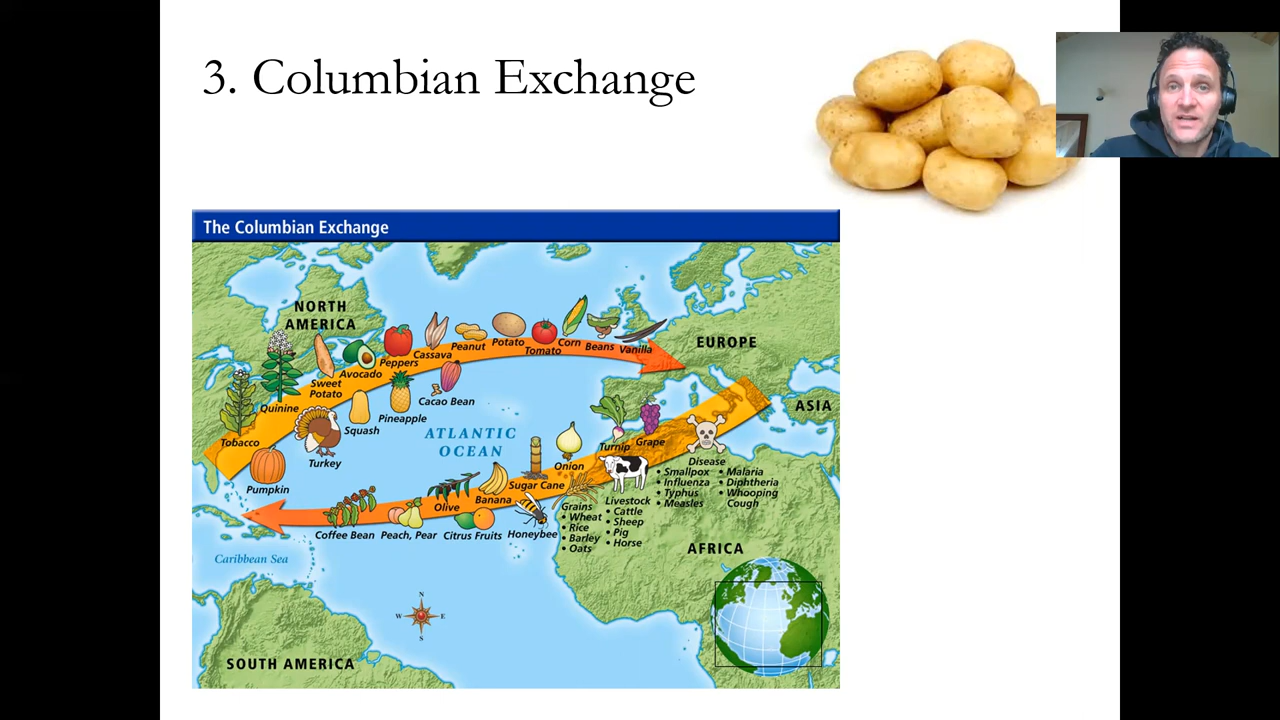 3. Columbian Exchange
The Columbian Exchange
NORTH
AMERICA
EUROPE
ASIA
Vanilla
Beans
Corn
Tomato
Potato
Peanut
Cassava
Peppers
Avocado
Sweet
Potato
Quinine
Tobacco
Cacao Bean
Pineapple
Squash
Turkey
Pumpkin
ATLANTIC
OCEAN
Turnip
Grape
Onion
Sugar Cane
Banana
Olive
Coffee Bean
Peach, Pear
Citrus Fruits
Honeybee
Grains
• Wheat
• Rice
• Barley
• Oats
Livestock
• Cattle
• Sheep
• Pig
• Horse
Disease
• Smallpox
• Influenza
• Typhus
• Measles
• Malaria
• Diphtheria
• Whooping
Cough
AFRICA
Caribbean Sea
N
W E
S
SOUTH AMERICA